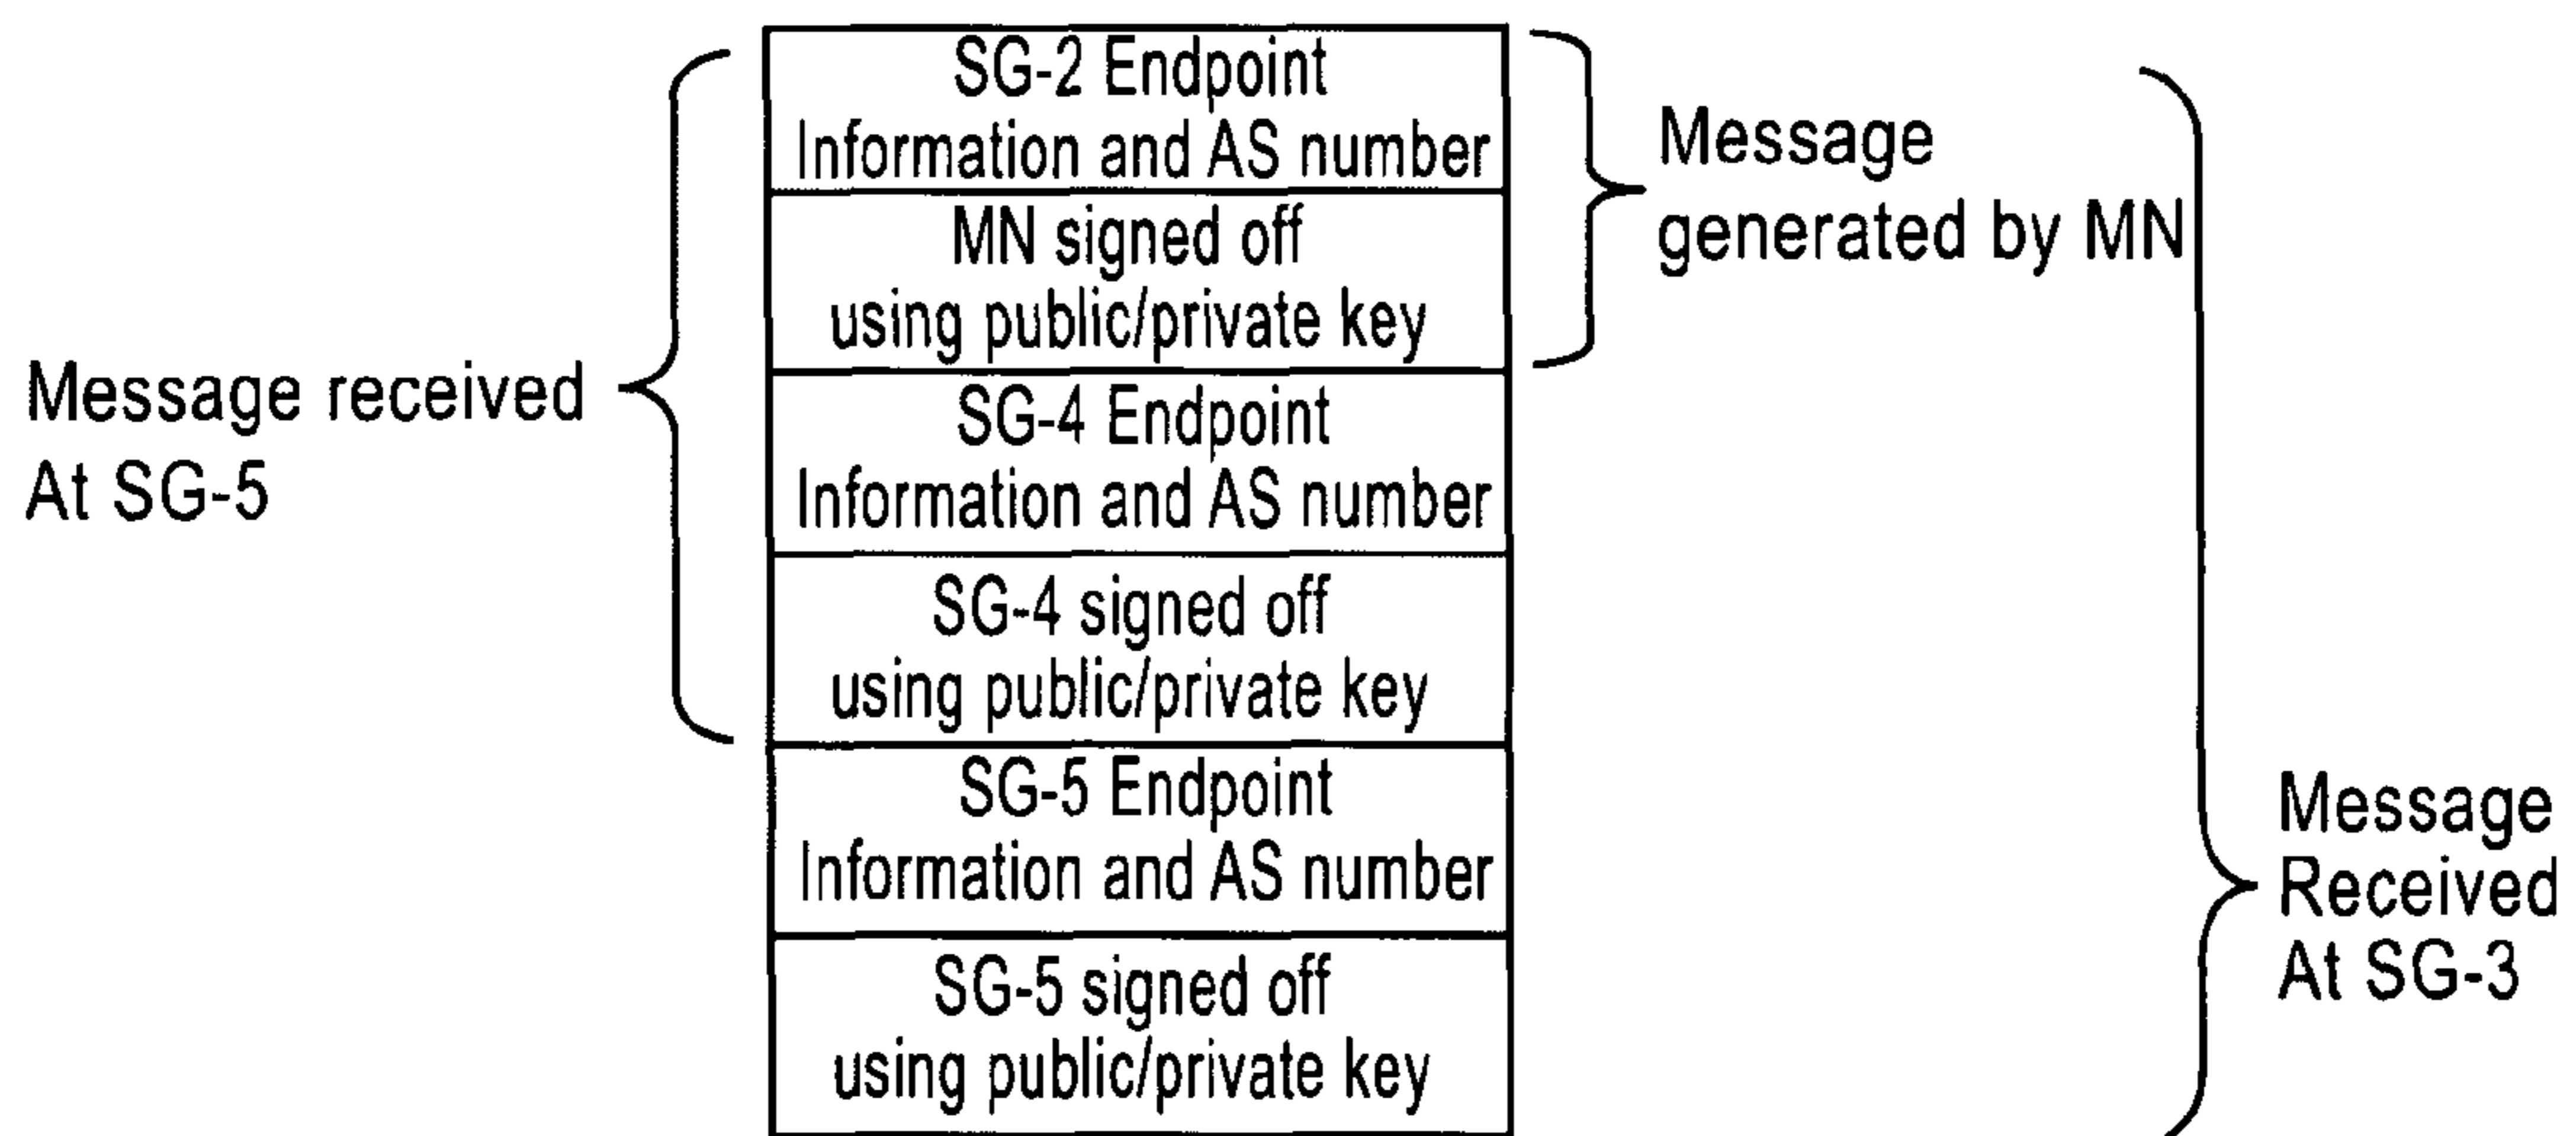 SG-2 Endpoint
Information and AS number
MN signed off
using public/private key
SG-4 Endpoint
Information and AS number
SG-4 signed off
using public/private key
SG-5 Endpoint
Information and AS number
SG-5 signed off
using public/private key
Message received
At SG-5
Message
generated by MN
Message
Received
At SG-3